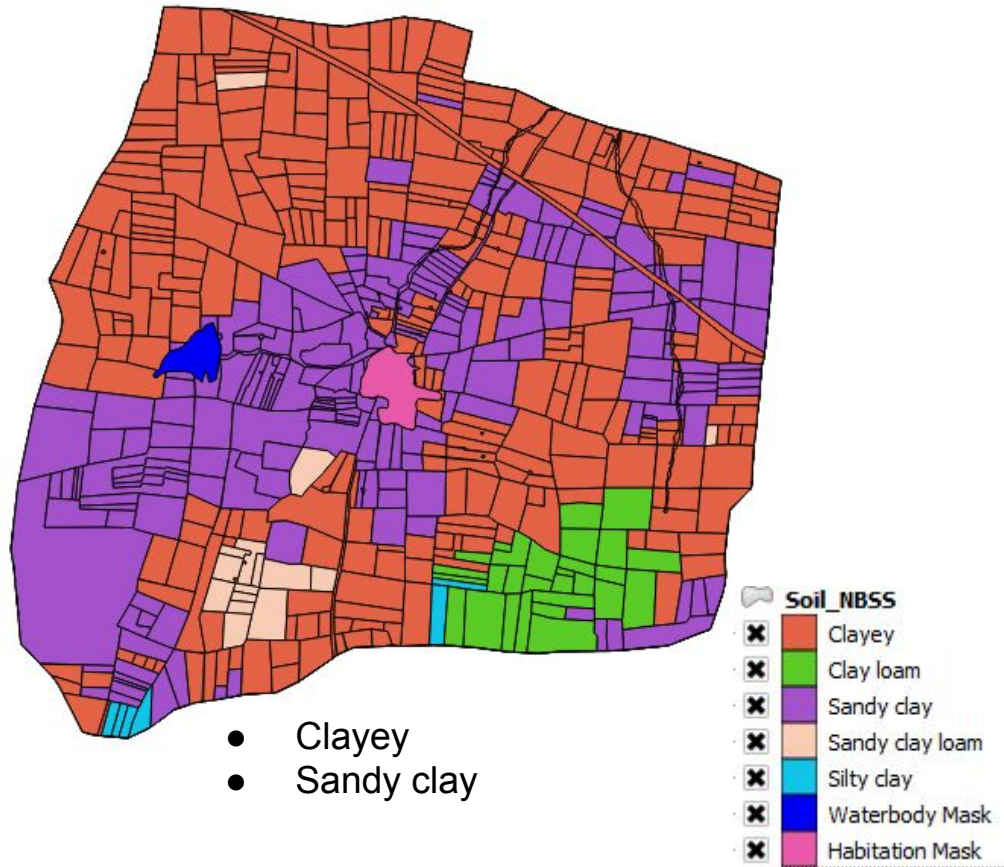 ● Clayey
● Sandy clay
Soil_NBSS
Clayey
Clay loam
Sandy clay
Sandy clay loam
Silty clay
Waterbody Mask
Habitation Mask